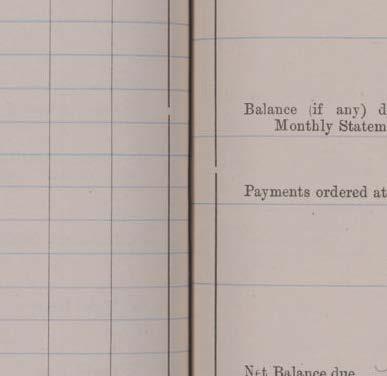 Balance (if any) d
Monthly Statem
Payments ordered at
Net Balance due